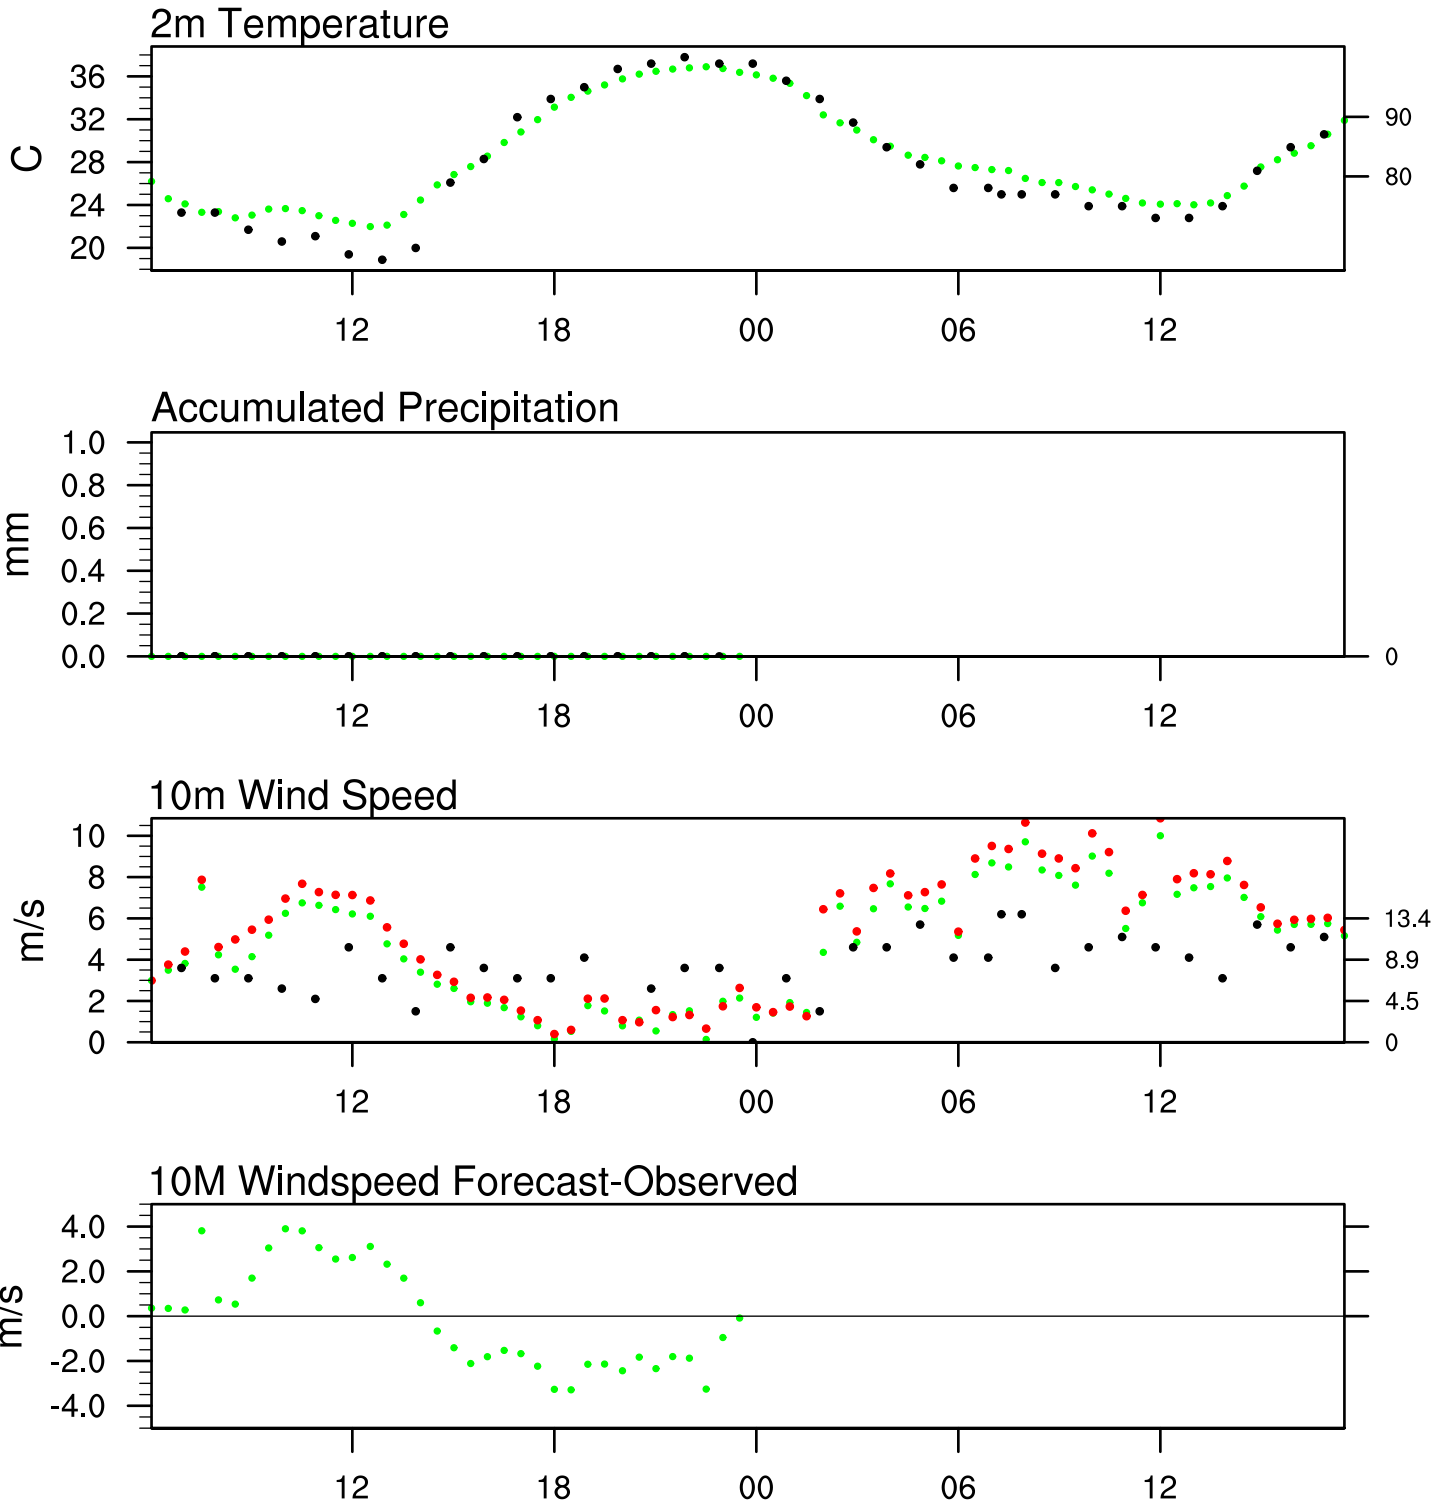 2m Temperature
36
32
28
24
20
C
90
80
12 18 00 06 12
Accumulated Precipitation
1.0
0.8
0.6
0.4
0.2
0.0
mm
0
12 18 00 06 12
10m Wind Speed
10
8
6
4
2
0
m/s
13.4
8.9
4.5
0
12 18 00 06 12
10M Windspeed Forecast-Observed
4.0
2.0
0.0
-2.0
-4.0
m/s
12 18 00 06 12